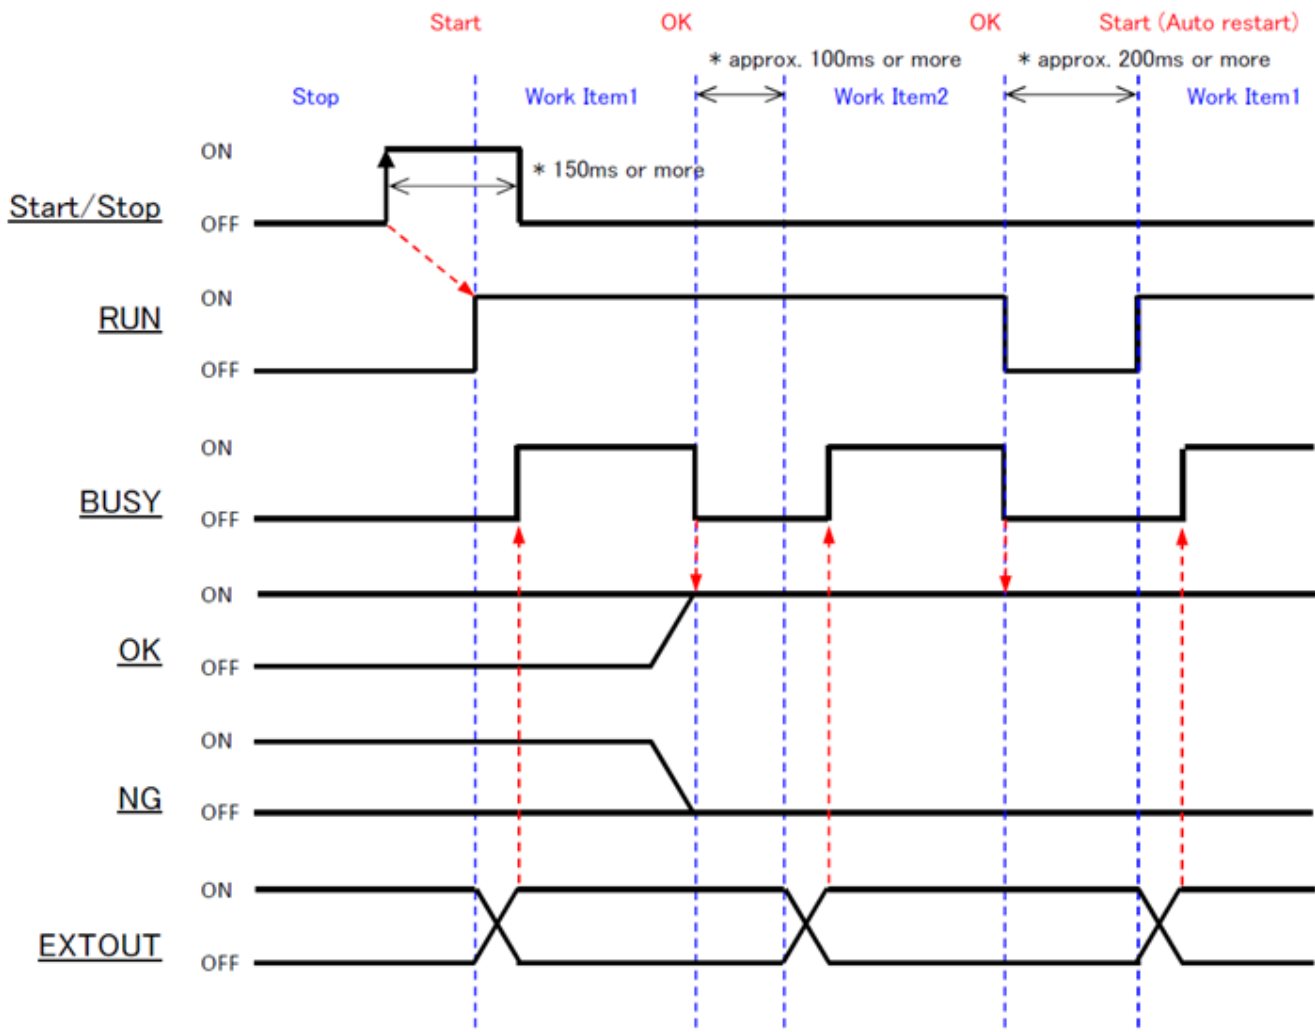 Start OK OK Start (Auto restart)
* approx. 100ms or more * approx. 200ms or more
Stop Work Item1 Work Item2 Work Item1
ON
* 150ms or more
Start/Stop
OFF
ON
RUN
OFF
ON
BUSY
OFF
ON
OK
OFF
ON
NG
OFF
ON
EXTOUT
OFF